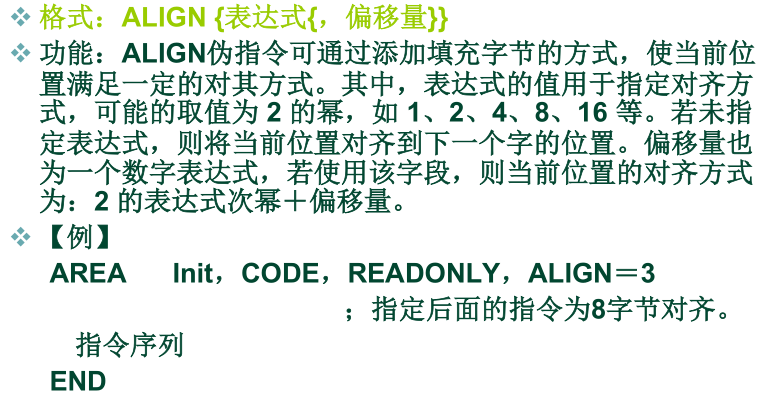 ❖ 格式：ALIGN {表达式{，偏移量}}
❖ 功能：ALIGN伪指令可通过添加填充字节的方式，使当前位
置满足一定的对其方式。其中，表达式的值用于指定对齐方
式，可能的取值为 2 的幂，如 1、2、4、8、16 等。若未指
定表达式，则将当前位置对齐到下一个字的位置。偏移量也
为一个数字表达式，若使用该字段，则当前位置的对齐方式
为：2 的表达式次幂＋偏移量。
❖ 【例】
AREA Init，CODE，READONLY，ALIGN＝3
；指定后面的指令为8字节对齐。
指令序列
END